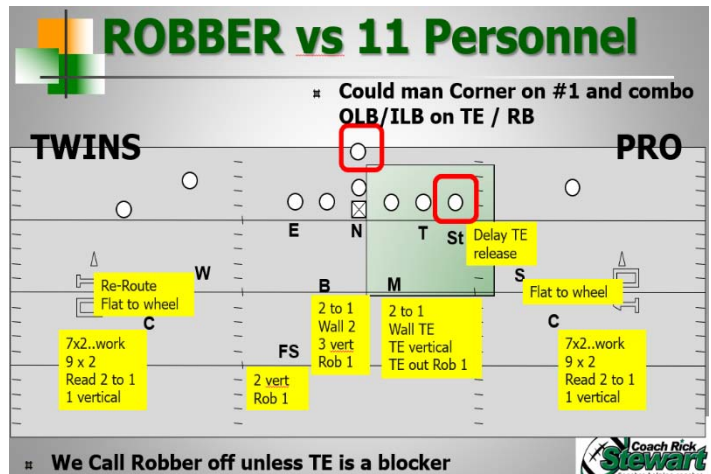 ROBBER vs 11 Personnel
Could man Corner on #1 and combo
OLB/ILB on TE / RB
TWINS
PRO
E
N
T
St
Delay TE
release
W
B
M
S
Re-Route
Flat to wheel
Flat to wheel
C
C
7x2..work
9 x 2
Read 2 to 1
1 vertical
FS
2 vert
Rob 1
2 to 1
Wall 2
3 vert
Rob 1
2 to 1
Wall TE
TE vertical
TE out Rob 1
7x2..work
9 x 2
Read 2 to 1
1 vertical
We Call Robber off unless TE is a blocker
Coach Rick
Stewart